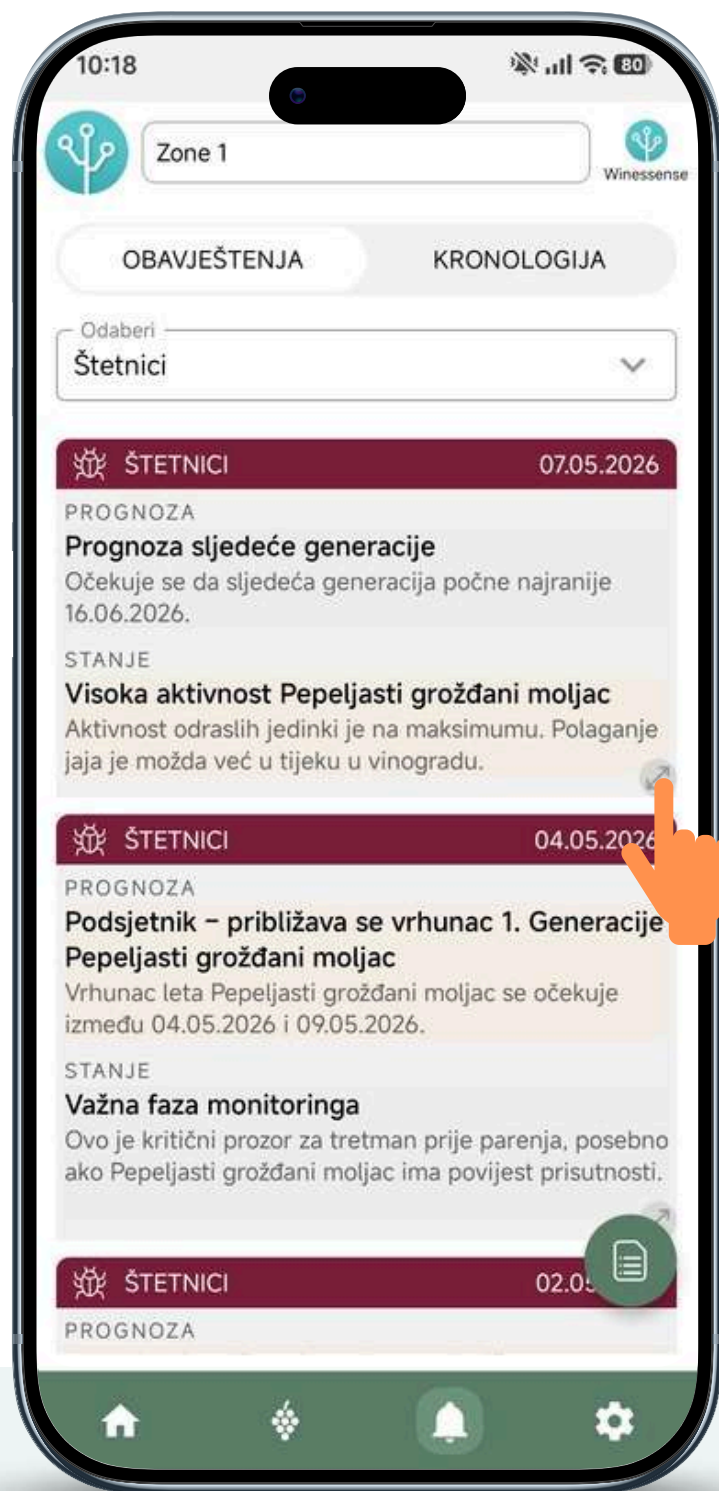 10:18
80
Zone 1
Winessense
OBAVJEŠTENJA
KRONOLOGIJA
Odaberi
Štetnici
ŠTETNICI
07.05.2026
PROGNOZA
Prognoza sljedeće generacije
Očekuje se da sljedeća generacija počne najranije
16.06.2026.
STANJE
Visoka aktivnost Pepeljasti grožđani moljac
Aktivnost odraslih jedinki je na maksimumu. Polaganje
jaja je možda već u tijeku u vinogradu.
ŠTETNICI
04.05.2026
PROGNOZA
Podsjetnik – približava se vrhunac 1. Generacije
Pepeljasti grožđani moljac
Vrhunac leta Pepeljasti grožđani moljac se očekuje
između 04.05.2026 i 09.05.2026.
STANJE
Važna faza monitoringa
Ovo je kritični prozor za tretman prije parenja, posebno
ako Pepeljasti grožđani moljac ima povijest prisutnosti.
ŠTETNICI
02.0
PROGNOZA